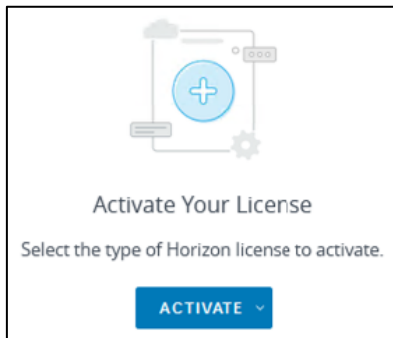 Activate Your License
Select the type of Horizon license to activate.
ACTIVATE